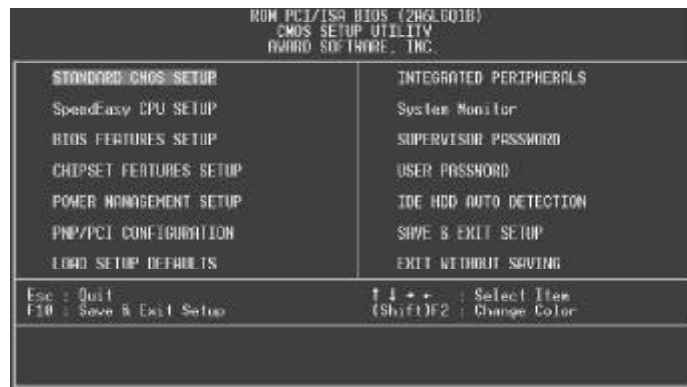 ROM PCI/ISA BIOS (2A6LGQ1B)
CMOS SETUP UTILITY
AWARD SOFTWARE, INC.
STANDARD CMOS SETUP
SpeedEasy CPU SETUP
BIOS FEATURES SETUP
CHIPSET FEATURES SETUP
POWER MANAGEMENT SETUP
PNP/PCI CONFIGURATION
LOAD SETUP DEFAULTS
INTEGRATED PERIPHERALS
System Monitor
SUPERVISOR PASSWORD
USER PASSWORD
IDE HDD AUTO DETECTION
SAVE & EXIT SETUP
EXIT WITHOUT SAVING
Esc : Quit
F10 : Save & Exit Setup
↑ ↓ → ← : Select Item
(Shift)F2 : Change Color